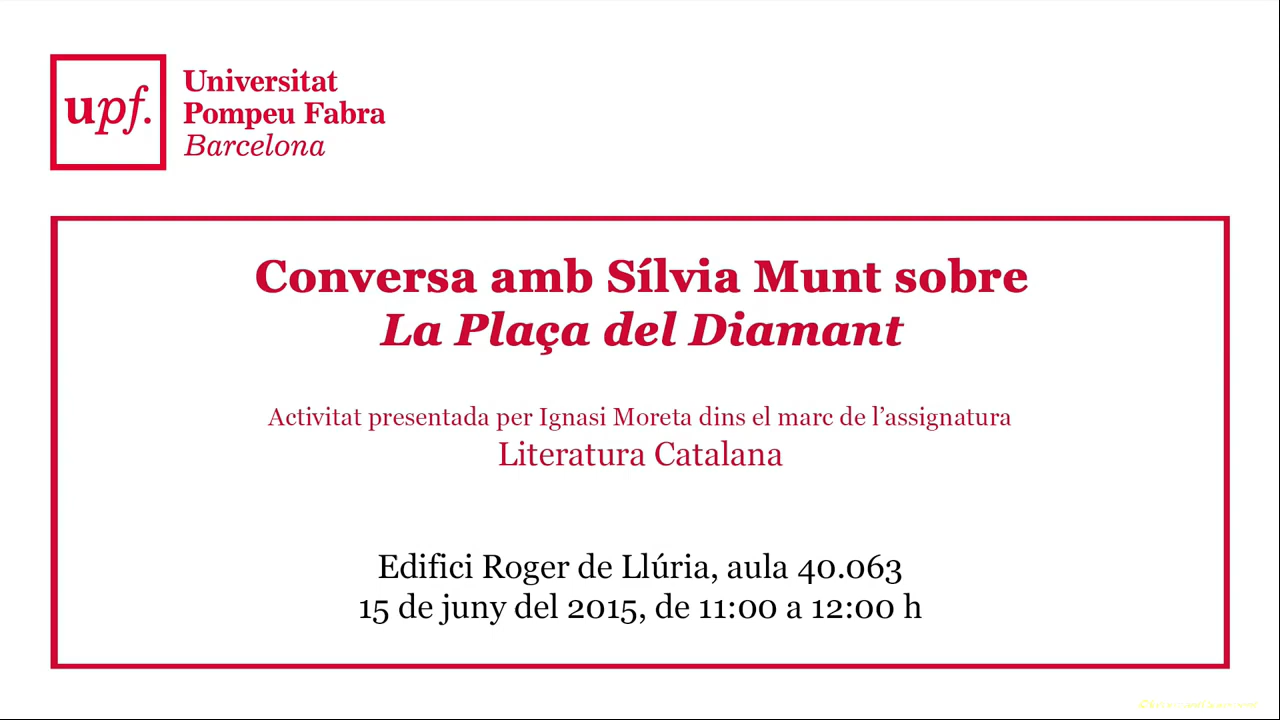 upf.
Universitat
Pompeu Fabra
Barcelona
Conversa amb Sílvia Munt sobre
La Plaça del Diamant
Activitat presentada per Ignasi Moreta dins el marc de l’assignatura
Literatura Catalana
Edifici Roger de Llúria, aula 40.063
15 de juny del 2015, de 11:00 a 12:00 h